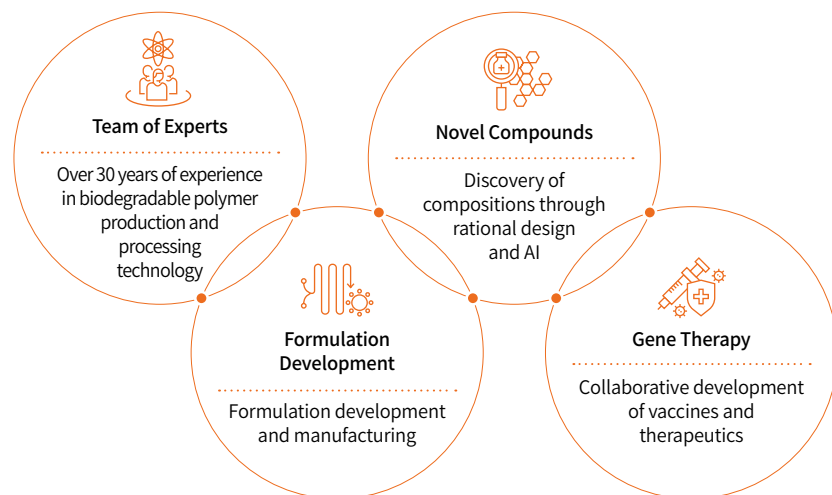 Team of Experts
Over 30 years of experience
in biodegradable polymer
production and
processing
technology
Novel Compounds
Discovery of
compositions through
rational design
and AI
Formulation
Development
Formulation development
and manufacturing
Gene Therapy
Collaborative development
of vaccines and
therapeutics